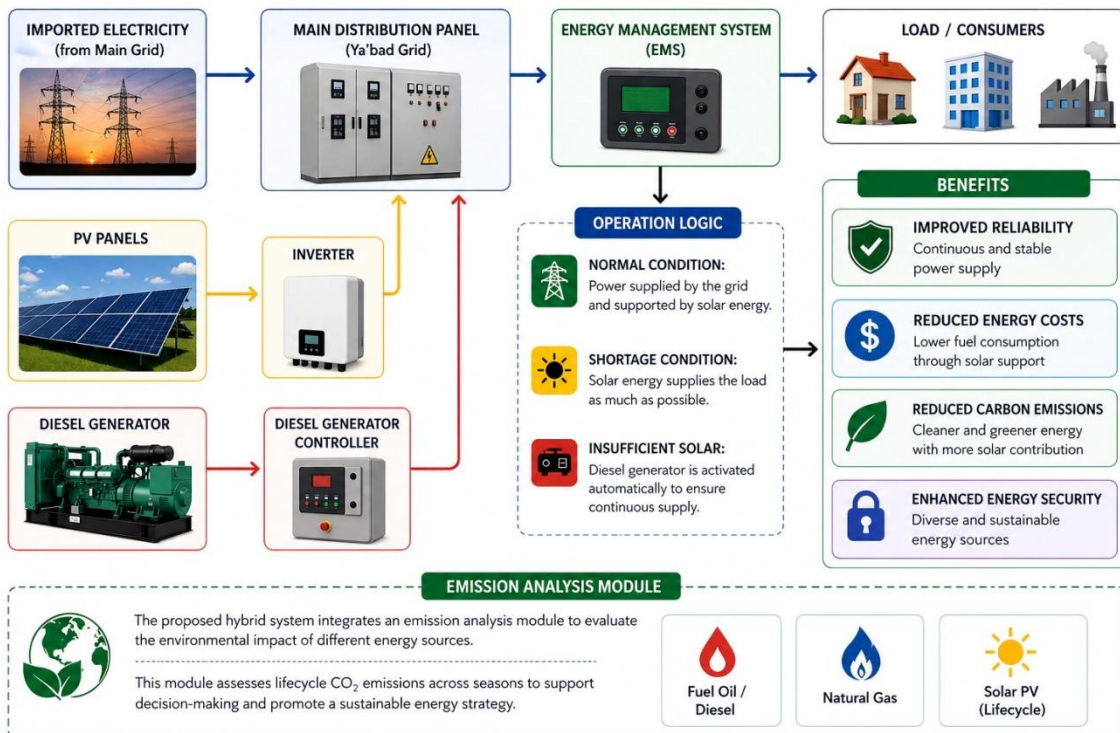 IMPORTED ELECTRICITY
(from Main Grid)
MAIN DISTRIBUTION PANEL
(Ya'bad Grid)
ENERGY MANAGEMENT SYSTEM
(EMS)
LOAD / CONSUMERS
PV PANELS
INVERTER
DIESEL GENERATOR
DIESEL GENERATOR
CONTROLLER
OPERATION LOGIC
NORMAL CONDITION:
Power supplied by the grid
and supported by solar energy.
SHORTAGE CONDITION:
Solar energy supplies the load
as much as possible.
INSUFFICIENT SOLAR:
Diesel generator is activated
automatically to ensure
continuous supply.
BENEFITS
IMPROVED RELIABILITY
Continuous and stable
power supply
$
REDUCED ENERGY COSTS
Lower fuel consumption
through solar support
REDUCED CARBON EMISSIONS
Cleaner and greener energy
with more solar contribution
ENHANCED ENERGY SECURITY
Diverse and sustainable
energy sources
EMISSION ANALYSIS MODULE
The proposed hybrid system integrates an emission analysis module to evaluate
the environmental impact of different energy sources.
This module assesses lifecycle CO₂ emissions across seasons to support
decision-making and promote a sustainable energy strategy.
Fuel Oil /
Diesel
Natural Gas
Solar PV
(Lifecycle)